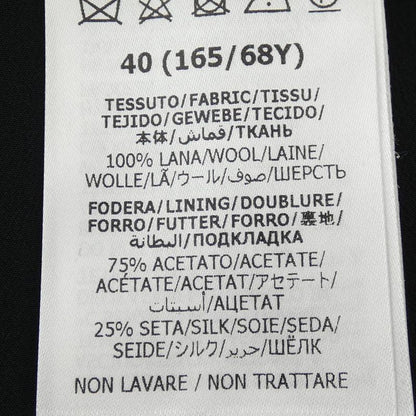 40 (165/68Y)
TESSUTO/FABRIC/TISSU/
TEJIDO/GEWEBE/TECIDO/
本体/قماش/ТКАНЬ
100% LANA/WOOL/LAINE/
WOLLE/LÃ/ウール/صوف/ШЕРСТЬ
FODERA/LINING/DOUBLURE/
FORRO/FUTTER/FORRO/裏地/
البطانة/ПОДКЛАДКА
75% ACETATO/ACETATE/
ACÉTATE/ACETAT/アセテート/
أسيتات/АЦЕТАТ
25% SETA/SILK/SOIE/SEDA/
SEIDE/シルク/حرير/ШЁЛК
NON LAVARE / NON TRATTARE